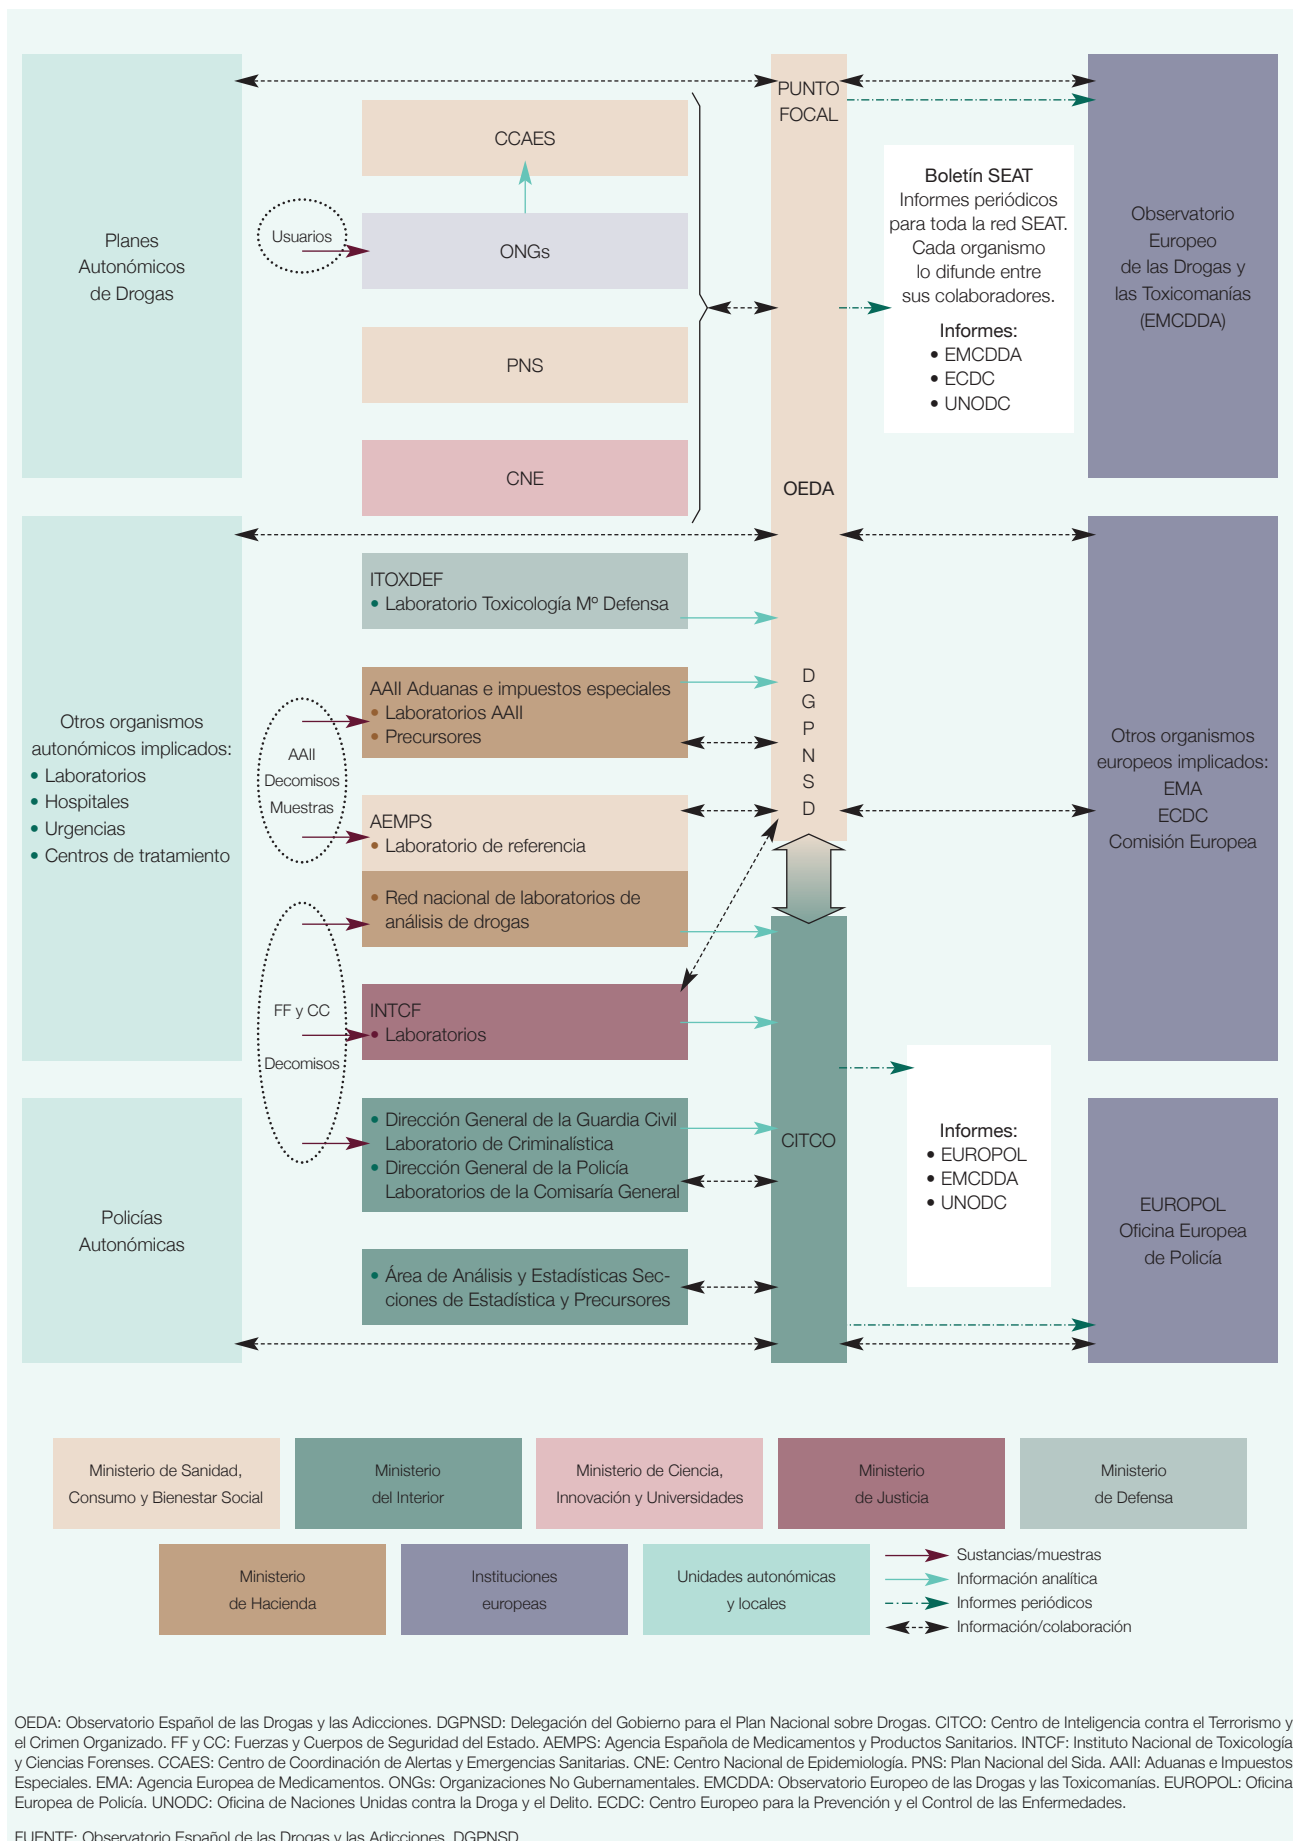 Planes
Autonómicos
de Drogas
Usuarios
CCAES
ONGs
PNS
CNE
PUNTO
FOCAL
OEDA
D
G
P
N
S
D
Boletín SEAT
Informes periódicos
para toda la red SEAT.
Cada organismo
lo difunde entre
sus colaboradores.
Informes:
• EMCDDA
• ECDC
• UNODC
Observatorio
Europeo
de las Drogas y
las Toxicomanías
(EMCDDA)
Otros organismos
autonómicos implicados:
• Laboratorios
• Hospitales
• Urgencias
• Centros de tratamiento
AAII
Decomisos
Muestras
FF y CC
Decomisos
ITOXDEF
• Laboratorio Toxicología Mº Defensa
AAII Aduanas e impuestos especiales
• Laboratorios AAII
• Precursores
AEMPS
• Laboratorio de referencia
• Red nacional de laboratorios de
análisis de drogas
INTCF
• Laboratorios
• Dirección General de la Guardia Civil
Laboratorio de Criminalística
• Dirección General de la Policía
Laboratorios de la Comisaría General
• Área de Análisis y Estadísticas Sec-
ciones de Estadística y Precursores
CITCO
Otros organismos
europeos implicados:
EMA
ECDC
Comisión Europea
Informes:
• EUROPOL
• EMCDDA
• UNODC
Policías
Autonómicas
EUROPOL
Oficina Europea
de Policía
Ministerio de Sanidad,
Consumo y Bienestar Social
Ministerio
del Interior
Ministerio de Ciencia,
Innovación y Universidades
Ministerio
de Justicia
Ministerio
de Defensa
Ministerio
de Hacienda
Instituciones
europeas
Unidades autonómicas
y locales
Sustancias/muestras
Información analítica
Informes periódicos
Información/colaboración
OEDA: Observatorio Español de las Drogas y las Adicciones. DGPNSD: Delegación del Gobierno para el Plan Nacional sobre Drogas. CITCO: Centro de Inteligencia contra el Terrorismo y
el Crimen Organizado. FF y CC: Fuerzas y Cuerpos de Seguridad del Estado. AEMPS: Agencia Española de Medicamentos y Productos Sanitarios. INTCF: Instituto Nacional de Toxicología
y Ciencias Forenses. CCAES: Centro de Coordinación de Alertas y Emergencias Sanitarias. CNE: Centro Nacional de Epidemiología. PNS: Plan Nacional del Sida. AAII: Aduanas e Impuestos
Especiales. EMA: Agencia Europea de Medicamentos. ONGs: Organizaciones No Gubernamentales. EMCDDA: Observatorio Europeo de las Drogas y las Toxicomanías. EUROPOL: Oficina
Europea de Policía. UNODC: Oficina de Naciones Unidas contra la Droga y el Delito. ECDC: Centro Europeo para la Prevención y el Control de las Enfermedades.
FUENTE: Observatorio Español de las Drogas y las Adicciones. DGPNSD